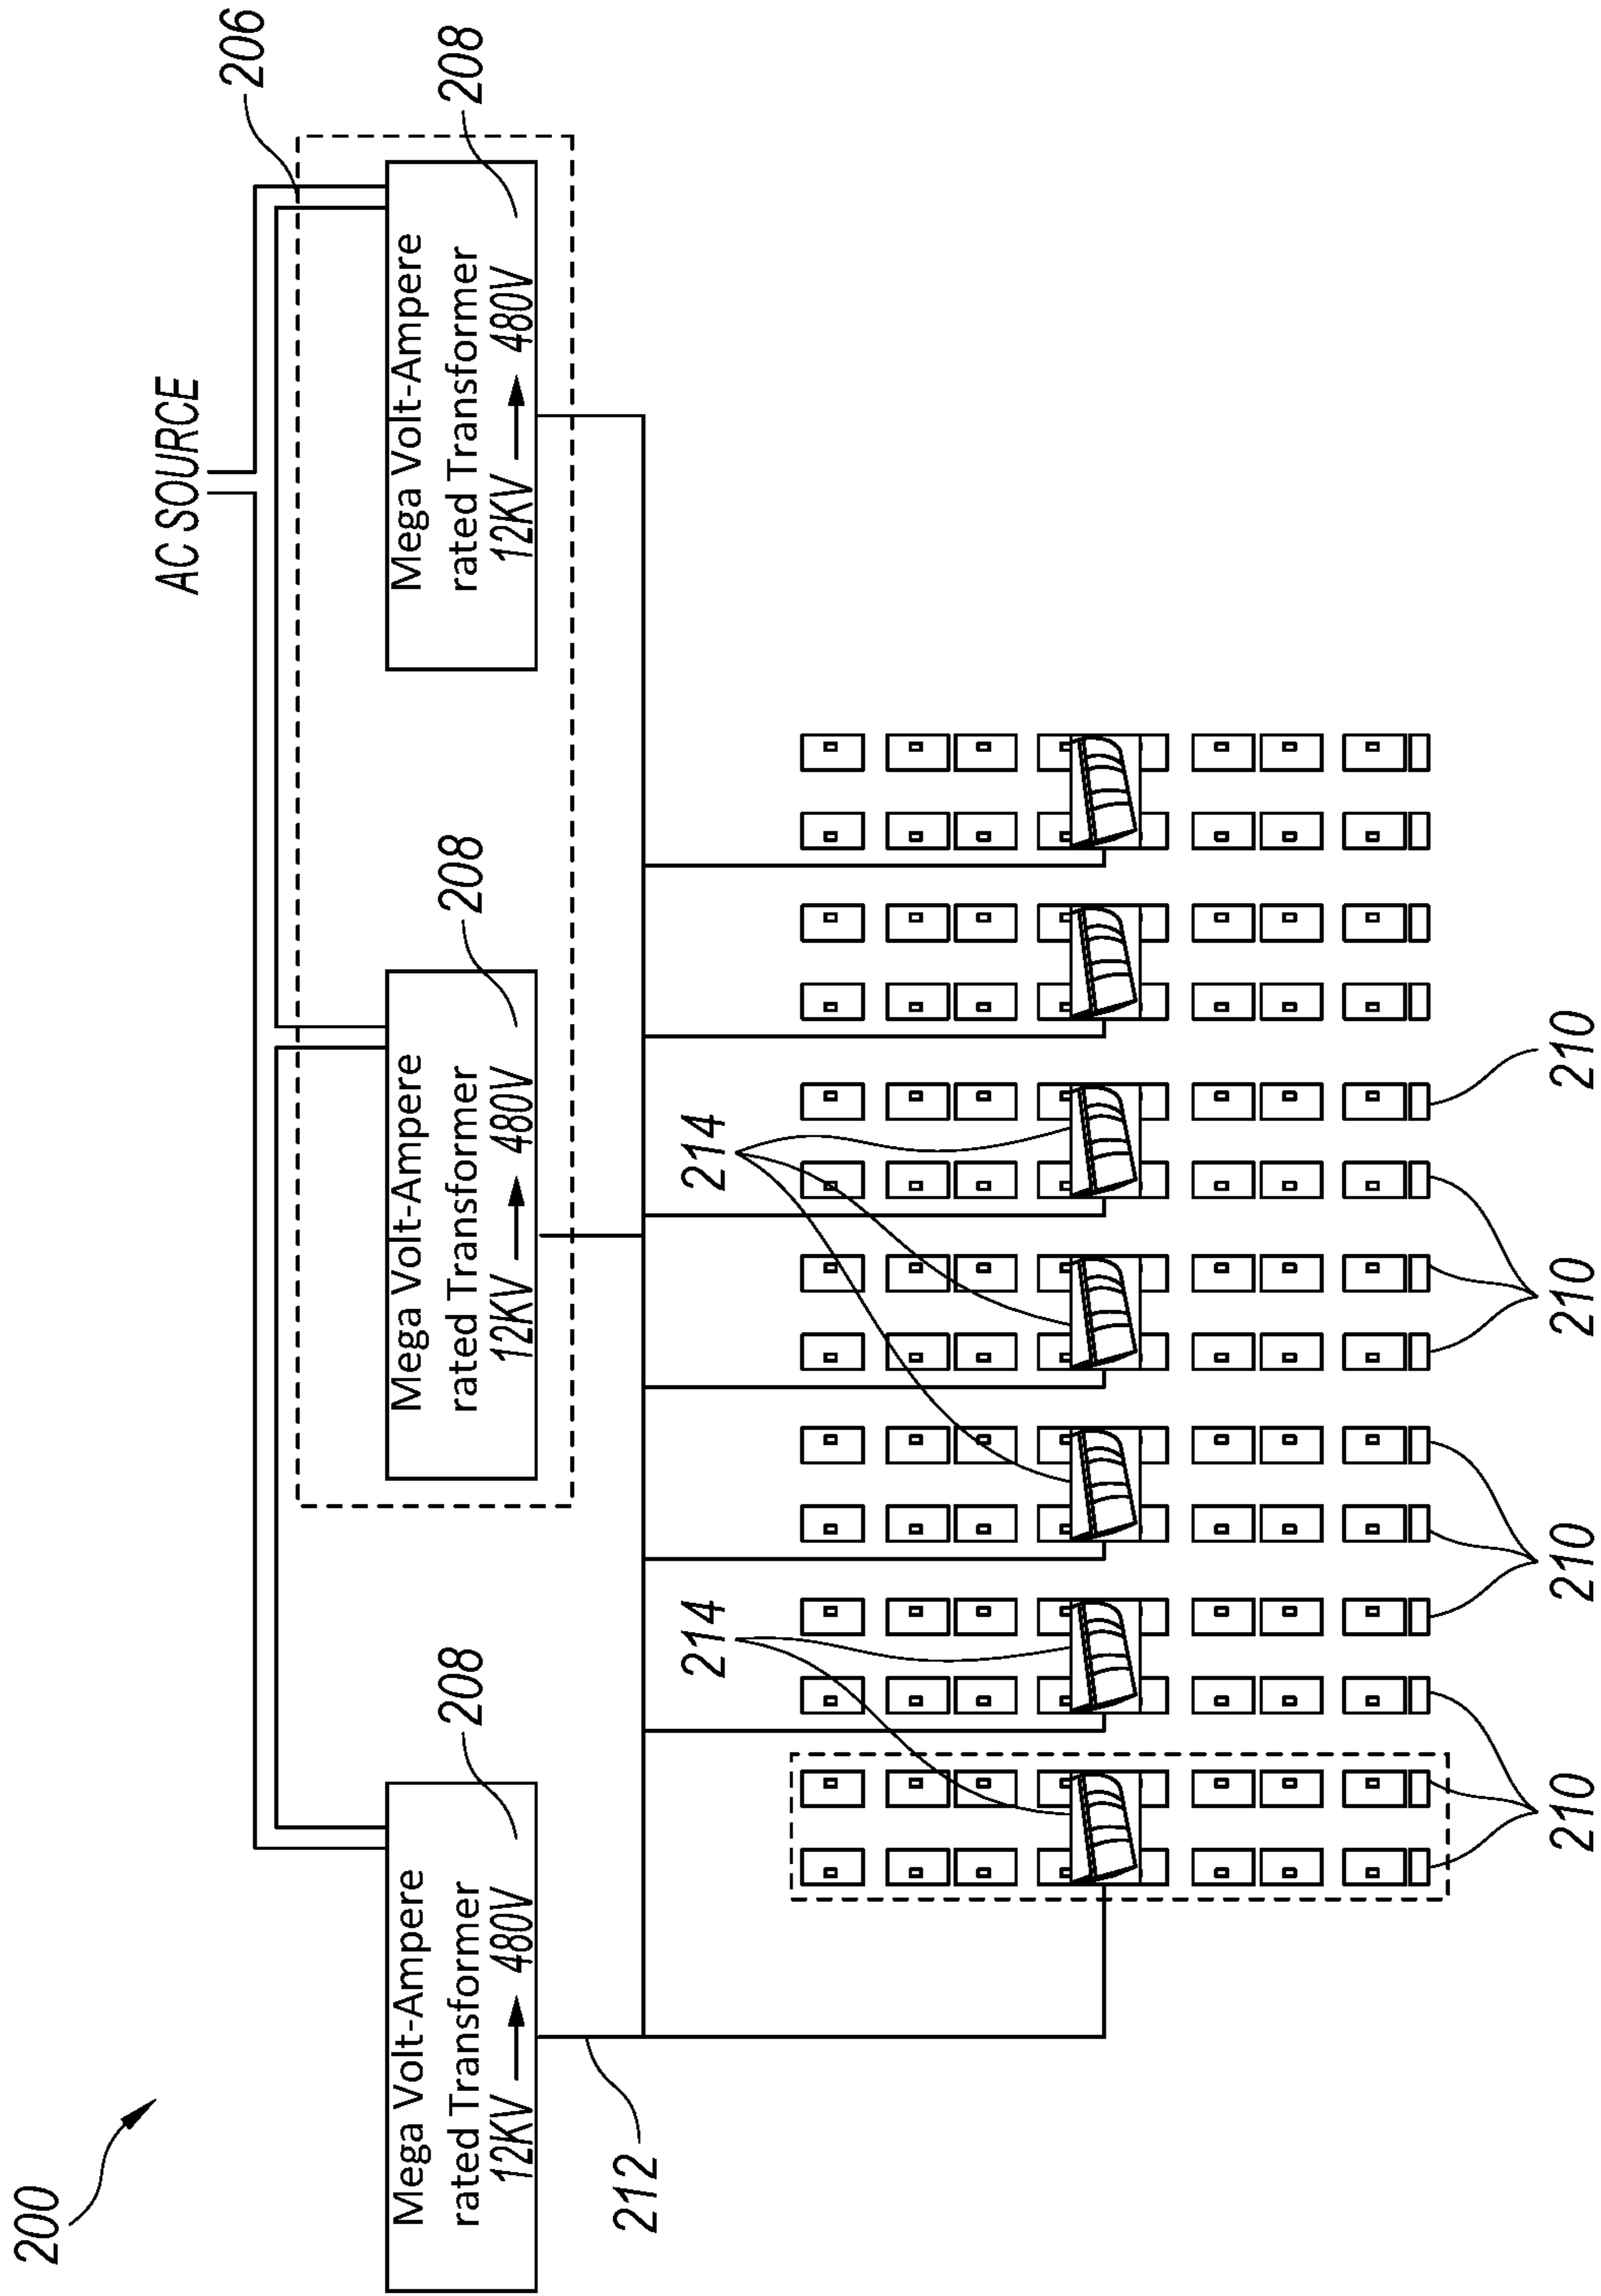 200
AC SOURCE
206
Mega Volt-Ampere
rated Transformer
12KV → 480V
208
Mega Volt-Ampere
rated Transformer
12KV → 480V
208
Mega Volt-Ampere
rated Transformer
12KV → 480V
208
212
214
214
210
210
210
210